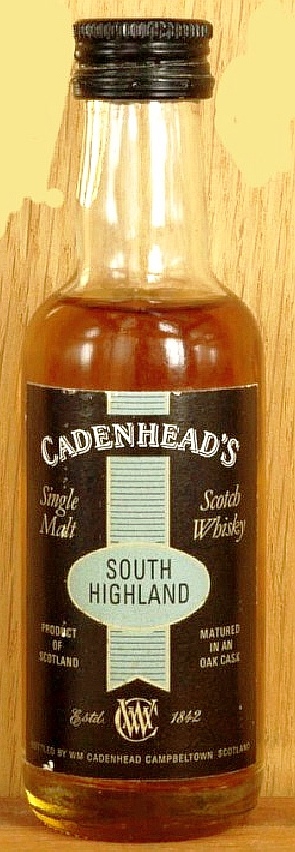 CADENHEAD'S
Single Malt
Scotch Whisky
SOUTH
HIGHLAND
PRODUCT
OF
SCOTLAND
MATURED
IN AN
OAK CASK
Estd. WC 1842
BOTTLED BY WM CADENHEAD CAMPBELTOWN SCOTLAND